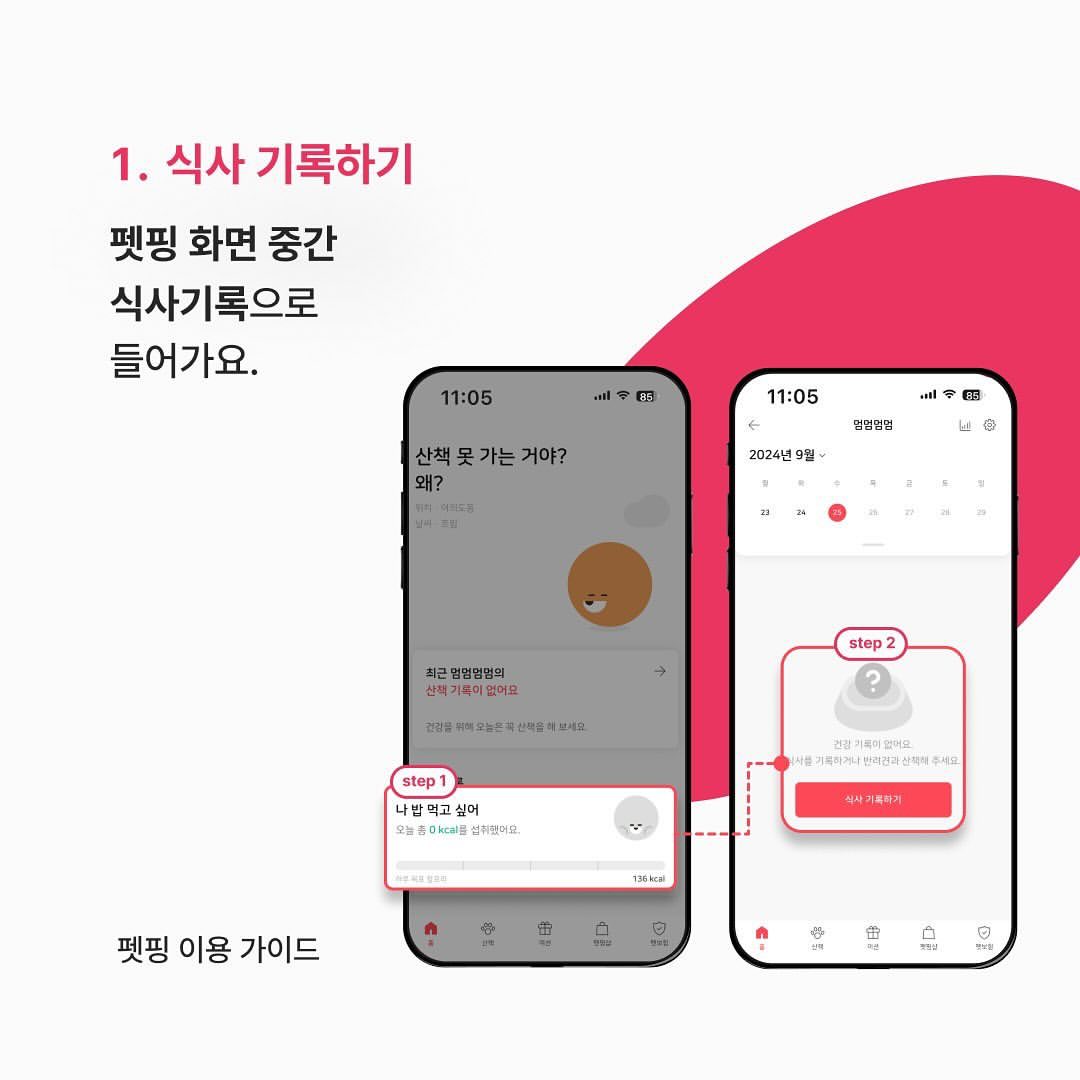 1. 식사 기록하기
펫핑 화면 중간
식사기록으로
들어가요.
11:05
85
산책 못 가는 거야?
왜?
위치 · 여의도동
날씨 · 흐림
최근 멈멈멈멈의
산책 기록이 없어요
건강을 위해 오늘은 꼭 산책을 해 보세요.
step 1
나 밥 먹고 싶어
오늘 총 0 kcal를 섭취했어요.
하루 목표 칼로리
136 kcal
홈
산책
미션
펫핑샵
펫보험
11:05
85
멈멈멈멈
2024년 9월
월 화 수 목 금 토 일
23 24 25 26 27 28 29
step 2
?
건강 기록이 없어요.
식사를 기록하거나 반려견과 산책해 주세요.
식사 기록하기
홈
산책
미션
펫핑샵
펫보험
펫핑 이용 가이드